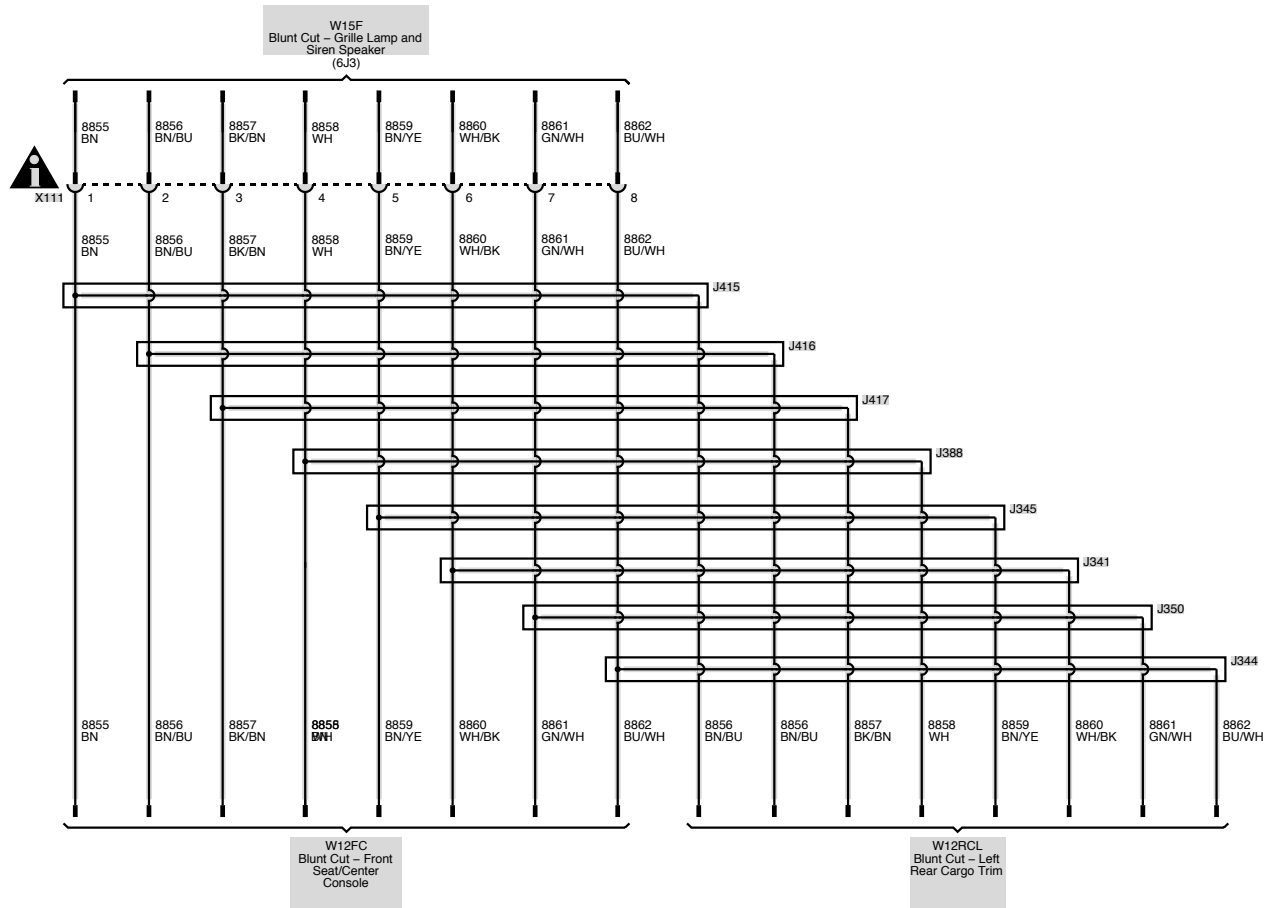 W15F
Blunt Cut – Grille Lamp and
Siren Speaker
(6J3)
8855 8856 8857 8858 8859 8860 8861 8862
BN BN/BU BK/BN WH BN/YE WH/BK GN/WH BU/WH
i
X111 1 2 3 4 5 6 7 8
8855 8856 8857 8858 8859 8860 8861 8862
BN BN/BU BK/BN WH BN/YE WH/BK GN/WH BU/WH
J415
J416
J417
J388
J345
J341
J350
J344
8855 8856 8857 8859 8860 8861 8862 8856 8856 8857 8858 8859 8860 8861 8862
BN BN/BU BK/BN BN/YE WH/BK GN/WH BU/WH BN/BU BN/BU BK/BN WH BN/YE WH/BK GN/WH BU/WH
W12FC
Blunt Cut – Front
Seat/Center
Console
W12RCL
Blunt Cut – Left
Rear Cargo Trim